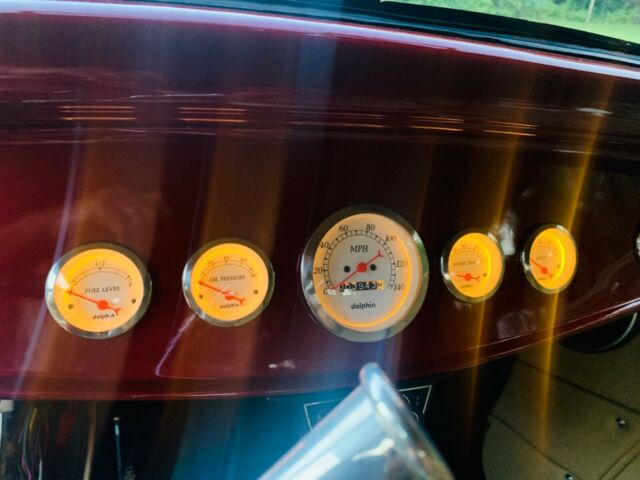 1/2
FUEL LEVEL
dolphin
OIL PRESSURE
dolphin
20 40 60 80 100 120 140
MPH
dolphin
WATER TEMP
VOLT